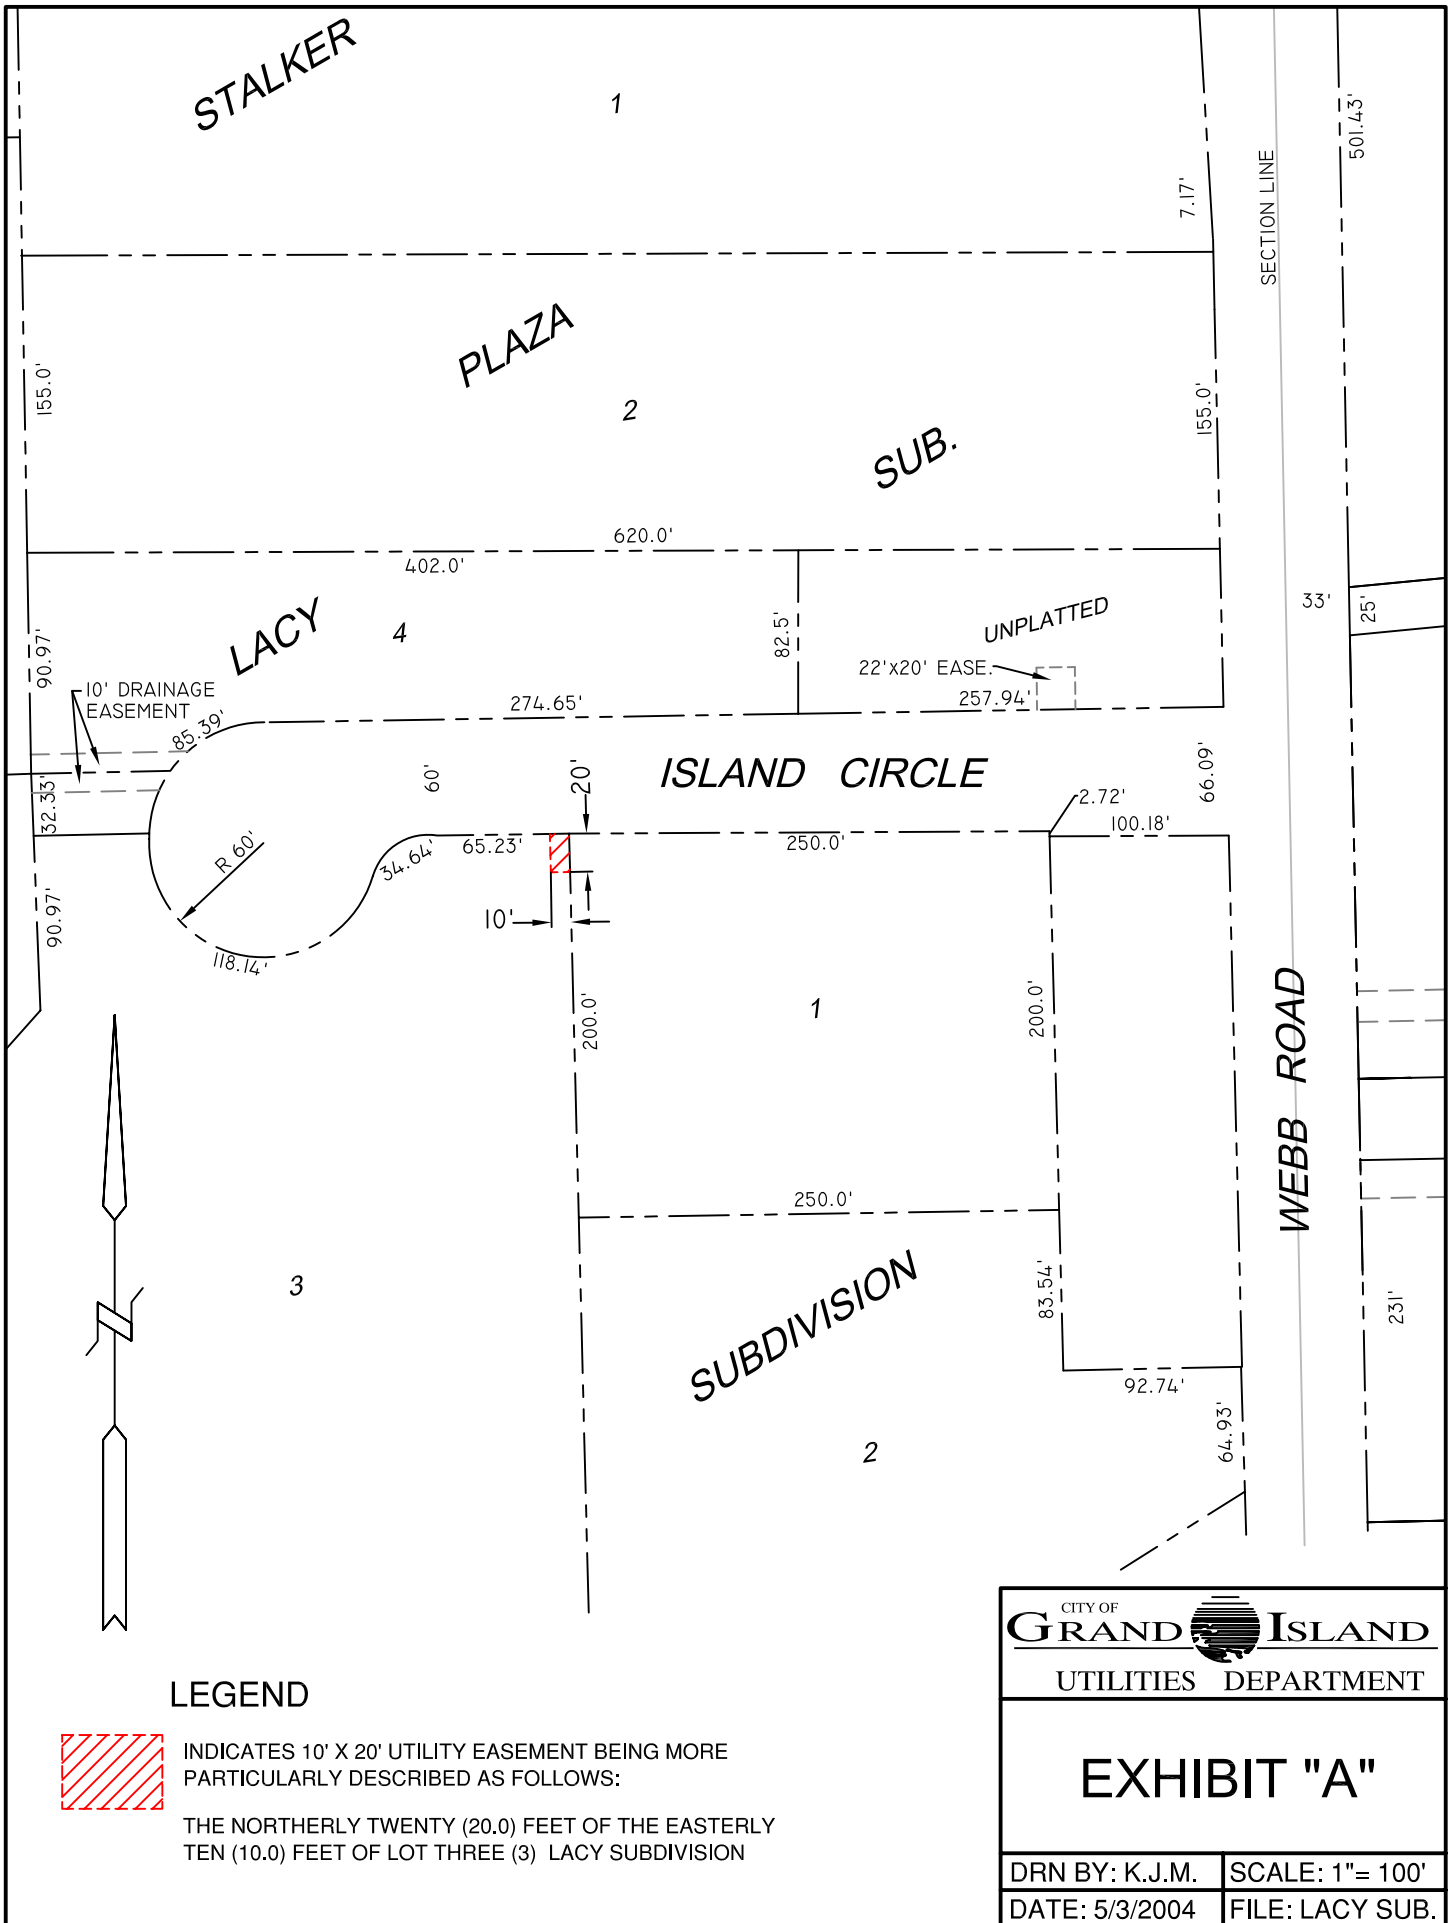 STALKER
1
501.43'
7.17'
SECTION LINE
PLAZA
155.0'
2
155.0'
SUB.
620.0'
402.0'
LACY
4
82.5'
UNPLATTED
33'
25'
90.97'
22'X20' EASE.
10' DRAINAGE
EASEMENT
85.39'
274.65'
257.94'
ISLAND CIRCLE
60'
20'
66.09'
32.33'
2.72'
100.18'
R 60'
34.64'
65.23'
250.0'
90.97'
10'
118.14'
200.0'
1
200.0'
WEBB ROAD
250.0'
3
SUBDIVISION
83.54'
231'
92.74'
64.93'
2
CITY OF
GRAND ISLAND
UTILITIES DEPARTMENT
LEGEND
INDICATES 10' X 20' UTILITY EASEMENT BEING MORE
PARTICULARLY DESCRIBED AS FOLLOWS:
THE NORTHERLY TWENTY (20.0) FEET OF THE EASTERLY
TEN (10.0) FEET OF LOT THREE (3) LACY SUBDIVISION
EXHIBIT "A"
DRN BY: K.J.M.
SCALE: 1"= 100'
DATE: 5/3/2004
FILE: LACY SUB.